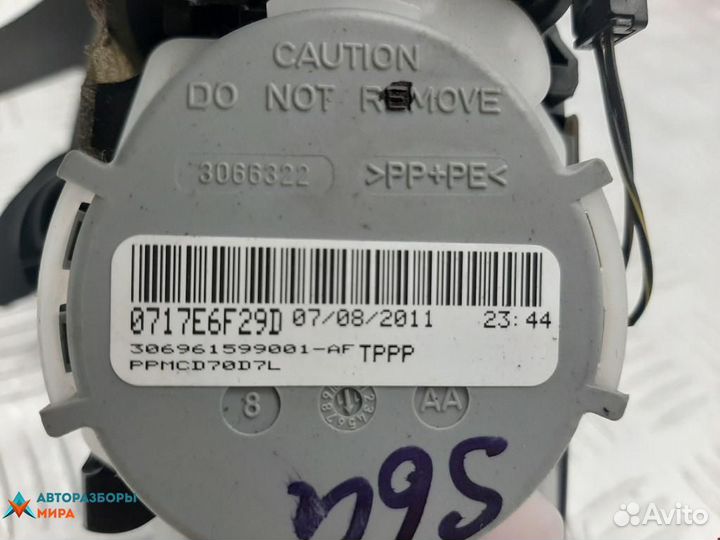 CAUTION
DO NOT REMOVE
3066322 >PP+PE<
0717E6F29D 07/08/2011 23:44
306961599001-AF TPPP
PPMCD70D7L
8 AA
АВТОРАЗБОРЫ
МИРА
Avito